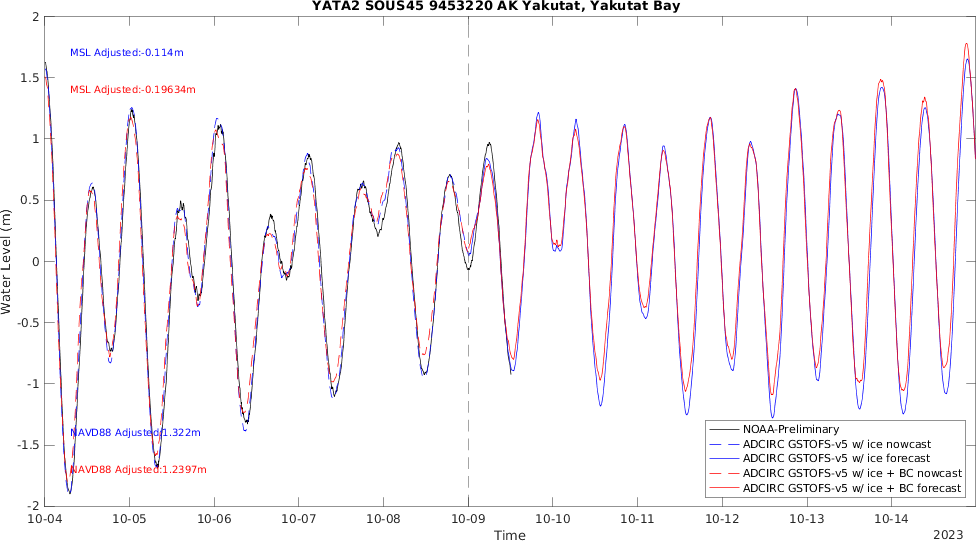 YATA2 SOUS45 9453220 AK Yakutat, Yakutat Bay
2
1.5
1
0.5
0
-0.5
-1
-1.5
-2
Water Level (m)
MSL Adjusted:-0.114m
MSL Adjusted:-0.19634m
NAVD88 Adjusted:1.322m
NAVD88 Adjusted:1.2397m
NOAA-Preliminary
ADCIRC GSTOFS-v5 w/ ice nowcast
ADCIRC GSTOFS-v5 w/ ice forecast
ADCIRC GSTOFS-v5 w/ ice + BC nowcast
ADCIRC GSTOFS-v5 w/ ice + BC forecast
10-04 10-05 10-06 10-07 10-08 10-09 10-10 10-11 10-12 10-13 10-14
Time
2023